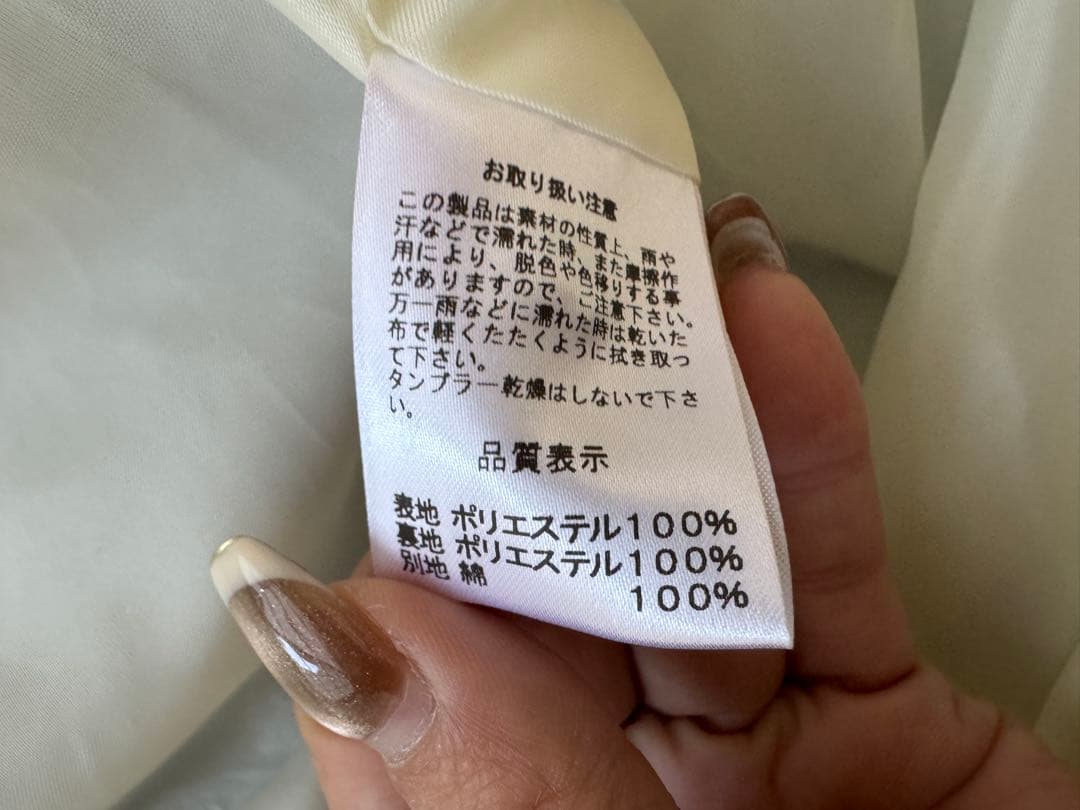 お取り扱い注意
この製品は素材の性質上、雨や
汗などで濡れた時、また摩擦作
用により、脱色や色移りする事
がありますので、ご注意下さい。
万一雨などに濡れた時は乾いた
布で軽くたたくように拭き取っ
て下さい。
タンブラー乾燥はしないで下さ
い。
品質表示
表地 ポリエステル100%
裏地 ポリエステル100%
別地 綿 100%